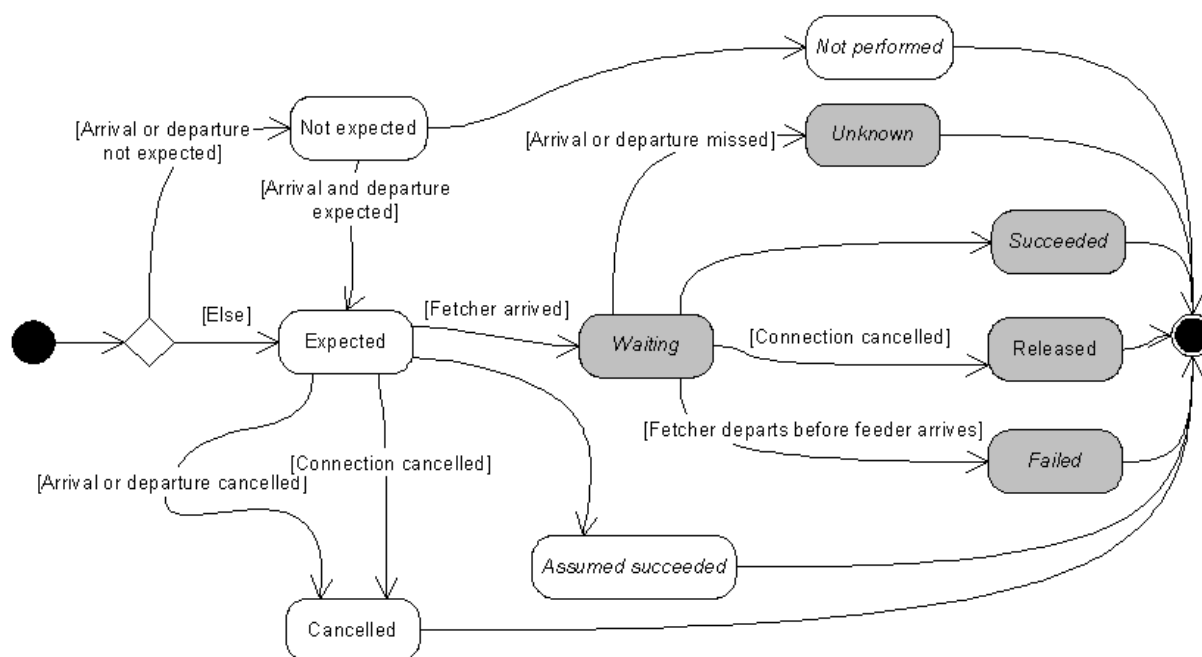 Not performed
[Arrival or departure
not expected]
Not expected
[Arrival or departure missed]
Unknown
[Arrival and departure
expected]
Succeeded
[Else]
Expected
[Fetcher arrived]
Waiting
[Connection cancelled]
Released
[Fetcher departs before feeder arrives]
Failed
[Connection cancelled]
[Arrival or departure cancelled]
Assumed succeeded
Cancelled